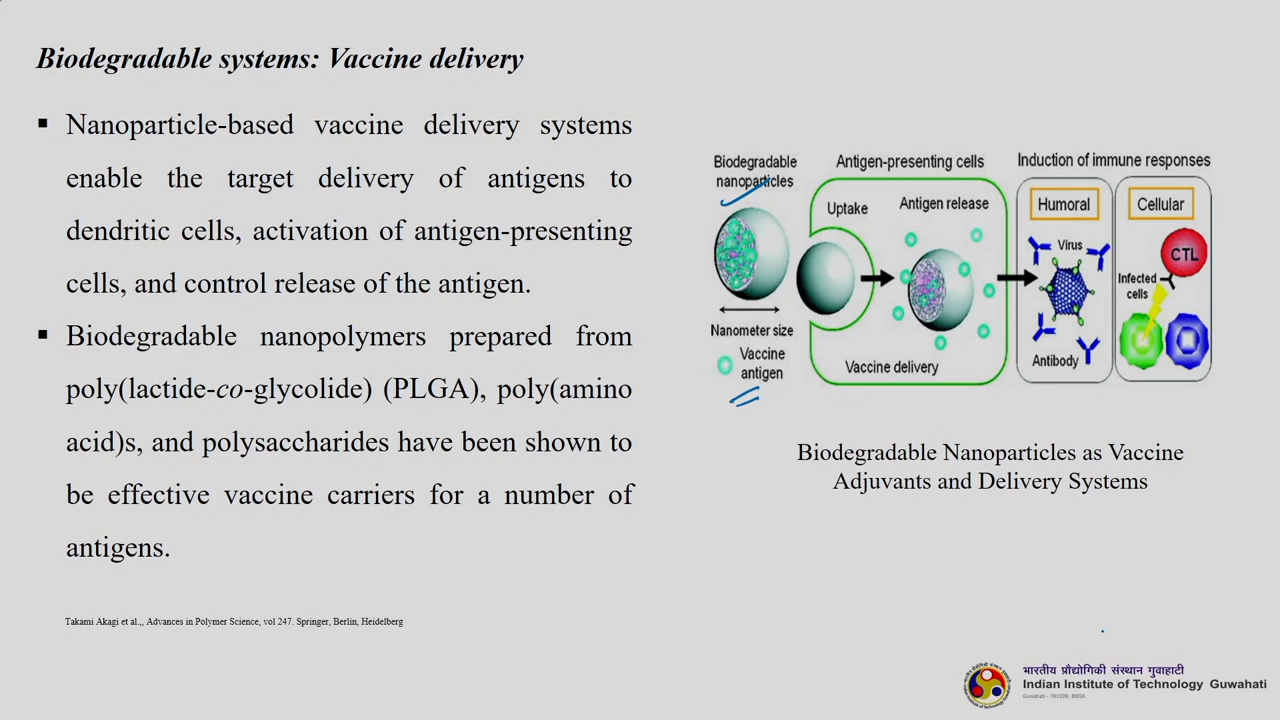 Biodegradable systems: Vaccine delivery
▪ Nanoparticle-based vaccine delivery systems
enable the target delivery of antigens to
dendritic cells, activation of antigen-presenting
cells, and control release of the antigen.
▪ Biodegradable nanopolymers prepared from
poly(lactide-co-glycolide) (PLGA), poly(amino
acid)s, and polysaccharides have been shown to
be effective vaccine carriers for a number of
antigens.
Takami Akagi et al.,, Advances in Polymer Science, vol 247. Springer, Berlin, Heidelberg
Biodegradable
nanoparticles
Nanometer size
Vaccine
antigen
Antigen-presenting cells
Uptake
Antigen release
Vaccine delivery
Induction of immune responses
Humoral
Virus
Antibody
Cellular
CTL
Infected
cells
Biodegradable Nanoparticles as Vaccine
Adjuvants and Delivery Systems
भारतीय प्रौद्योगिकी संस्थान गुवाहाटी
Indian Institute of Technology Guwahati
Guwahati - 781039, INDIA